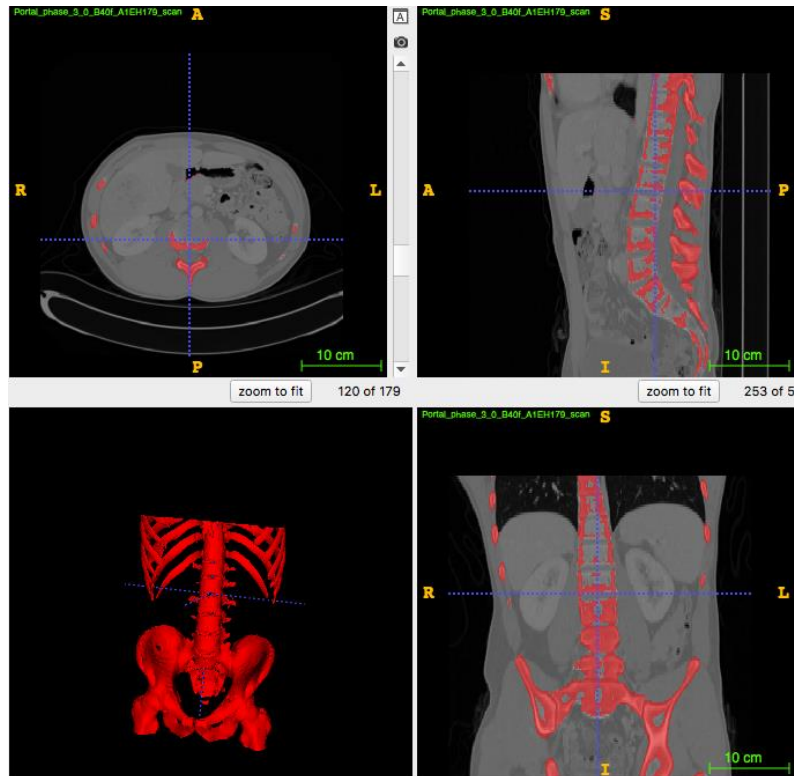 Portal_phase_3_0_B40f_A1EH179_scan
A
A
R
L
10 cm
P
zoom to fit
120 of 179
Portal_phase_3_0_B40f_A1EH179_scan
S
A
P
10 cm
I
zoom to fit
253 of 5
Portal_phase_3_0_B40f_A1EH179_scan
S
R
L
10 cm
I